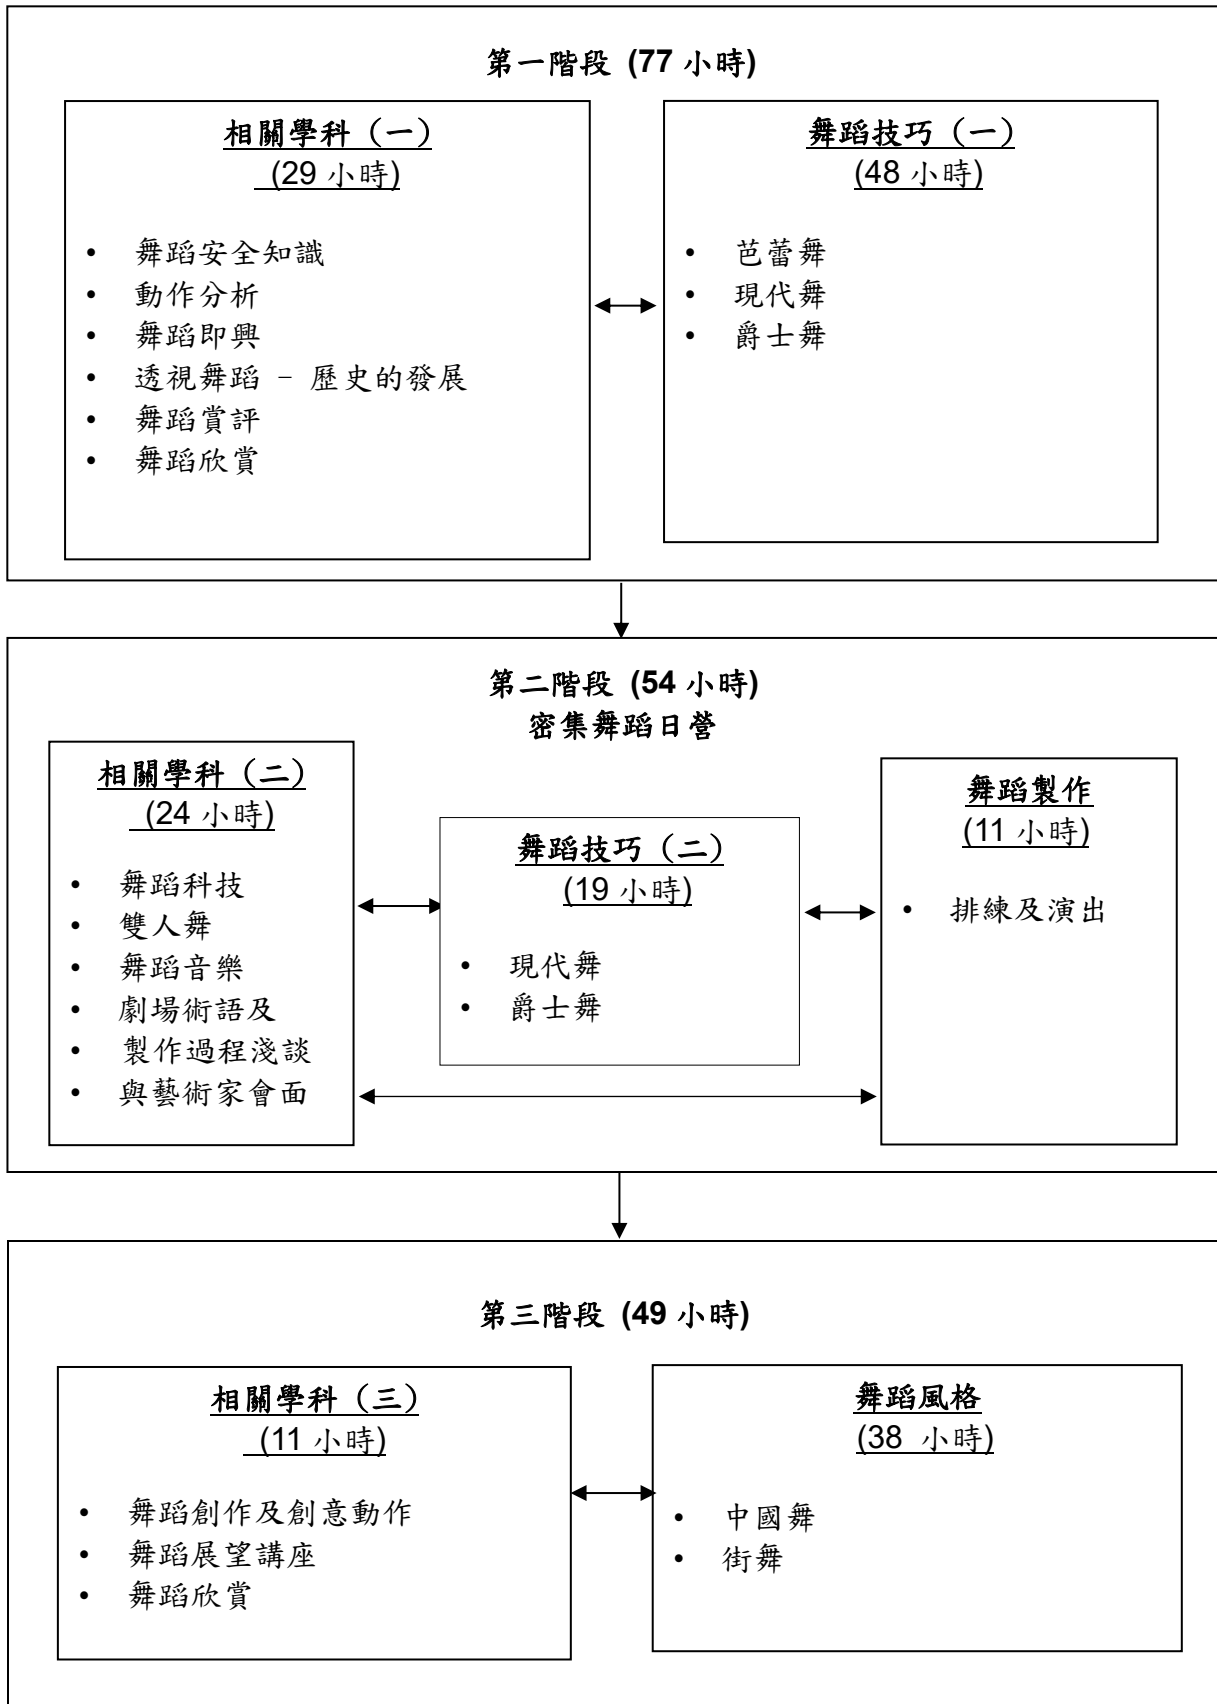 第一階段 (77 小時)
相關學科（一）
(29 小時)
• 舞蹈安全知識
• 動作分析
• 舞蹈即興
• 透視舞蹈 - 歷史的發展
• 舞蹈賞評
• 舞蹈欣賞
舞蹈技巧（一）
(48 小時)
• 芭蕾舞
• 現代舞
• 爵士舞
第二階段 (54 小時)
密集舞蹈日營
相關學科（二）
(24 小時)
• 舞蹈科技
• 雙人舞
• 舞蹈音樂
• 劇場術語及
• 製作過程淺談
• 與藝術家會面
舞蹈技巧（二）
(19 小時)
• 現代舞
• 爵士舞
舞蹈製作
(11 小時)
• 排練及演出
第三階段 (49 小時)
相關學科（三）
(11 小時)
• 舞蹈創作及創意動作
• 舞蹈展望講座
• 舞蹈欣賞
舞蹈風格
(38 小時)
• 中國舞
• 街舞